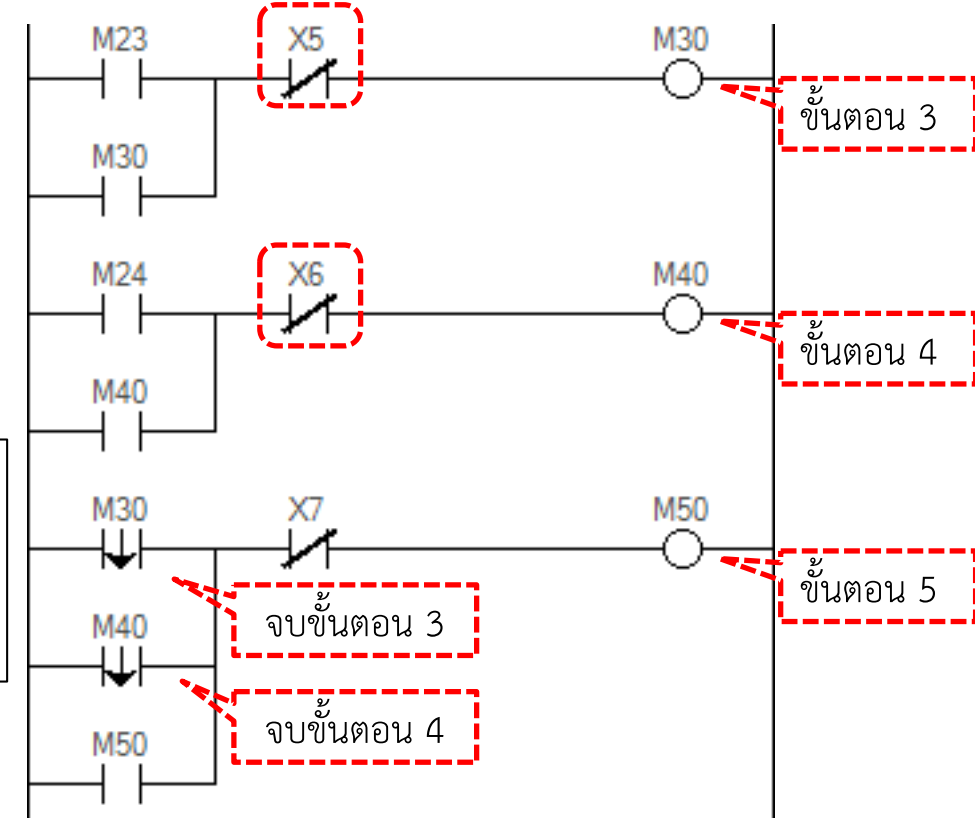 M23 X5 M30
ขั้นตอน 3
M30
M24 X6 M40
ขั้นตอน 4
M40
M30 X7 M50
ขั้นตอน 5
จบขั้นตอน 3
M40
จบขั้นตอน 4
M50